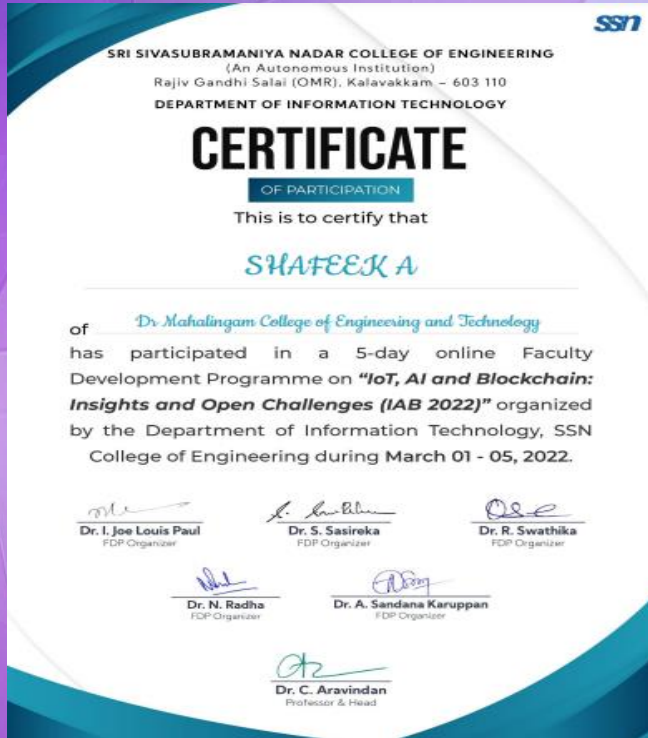 ssn
SRI SIVASUBRAMANIYA NADAR COLLEGE OF ENGINEERING
(An Autonomous Institution)
Rajiv Gandhi Salai (OMR), Kalavakkam – 603 110
DEPARTMENT OF INFORMATION TECHNOLOGY
CERTIFICATE
OF PARTICIPATION
This is to certify that
SHAFEEK A
of Dr Mahalingam College of Engineering and Technology
has participated in a 5-day online Faculty
Development Programme on "IoT, AI and Blockchain:
Insights and Open Challenges (IAB 2022)" organized
by the Department of Information Technology, SSN
College of Engineering during March 01 - 05, 2022.
Dr. I. Joe Louis Paul
FDP Organizer
Dr. S. Sasireka
FDP Organizer
Dr. R. Swathika
FDP Organizer
Dr. N. Radha
FDP Organizer
Dr. A. Sandana Karuppan
FDP Organizer
Dr. C. Aravindan
Professor & Head